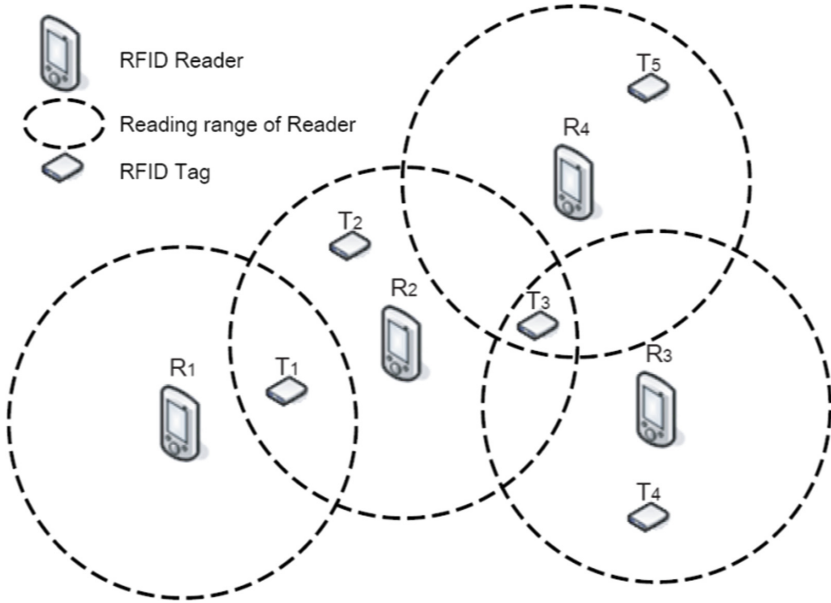 RFID Reader
Reading range of Reader
RFID Tag
T5
R4
T2
R2
T3
R3
R1
T1
T4